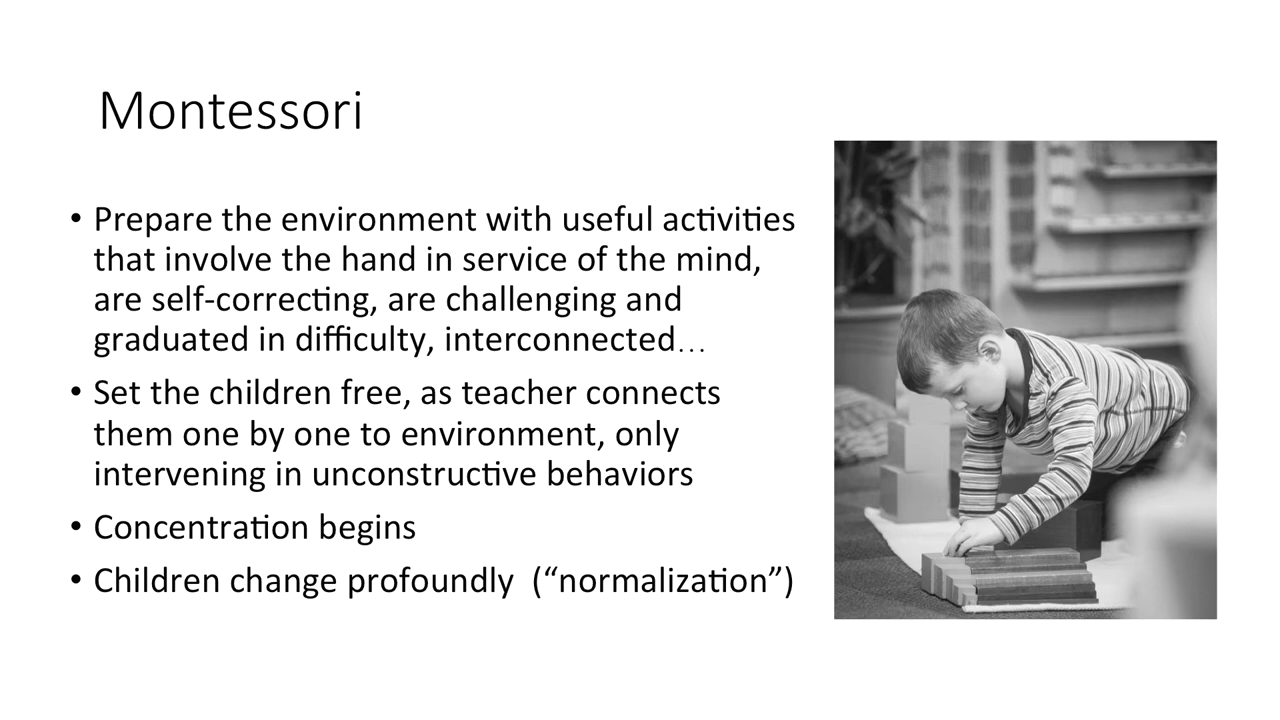 Montessori
• Prepare the environment with useful activities
that involve the hand in service of the mind,
are self-correcting, are challenging and
graduated in difficulty, interconnected…
• Set the children free, as teacher connects
them one by one to environment, only
intervening in unconstructive behaviors
• Concentration begins
• Children change profoundly (“normalization”)